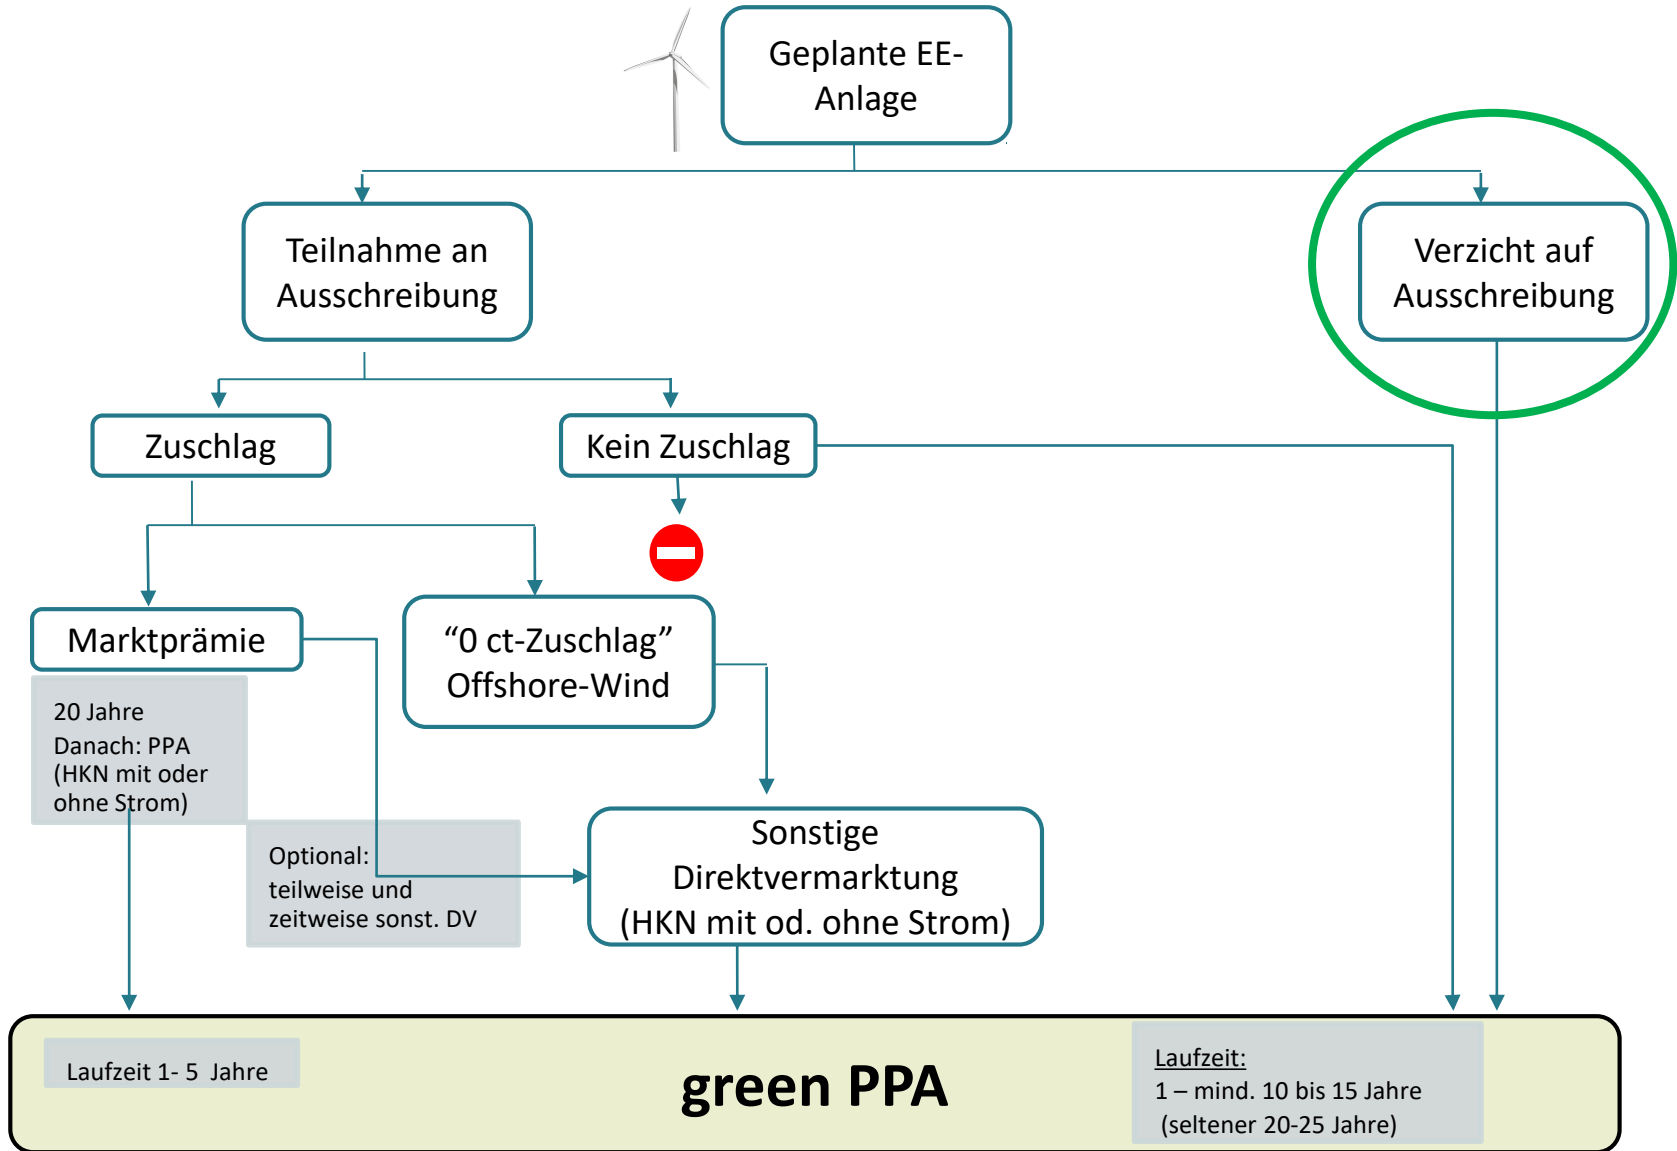 Geplante EE-
Anlage
Teilnahme an
Ausschreibung
Verzicht auf
Ausschreibung
Zuschlag
Kein Zuschlag
Marktprämie
“0 ct-Zuschlag”
Offshore-Wind
20 Jahre
Danach: PPA
(HKN mit oder
ohne Strom)
Optional:
teilweise und
zeitweise sonst. DV
Sonstige
Direktvermarktung
(HKN mit od. ohne Strom)
Laufzeit 1- 5 Jahre
green PPA
Laufzeit:
1 – mind. 10 bis 15 Jahre
(seltener 20-25 Jahre)